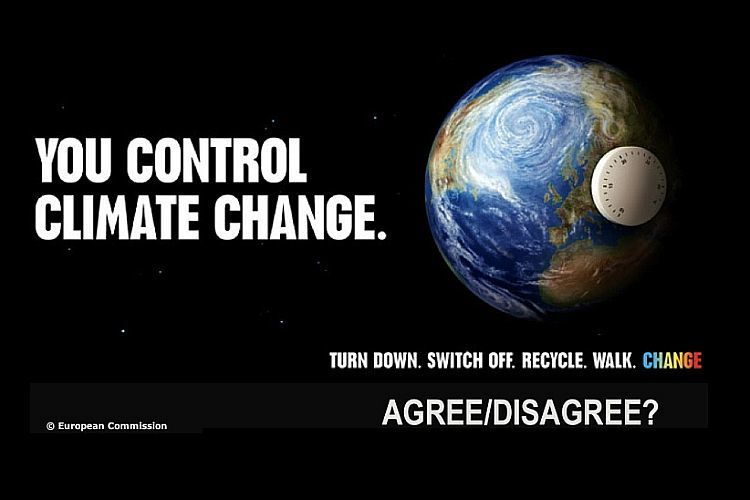 YOU CONTROL
CLIMATE CHANGE.
TURN DOWN. SWITCH OFF. RECYCLE. WALK. CHANGE
AGREE/DISAGREE?
© European Commission